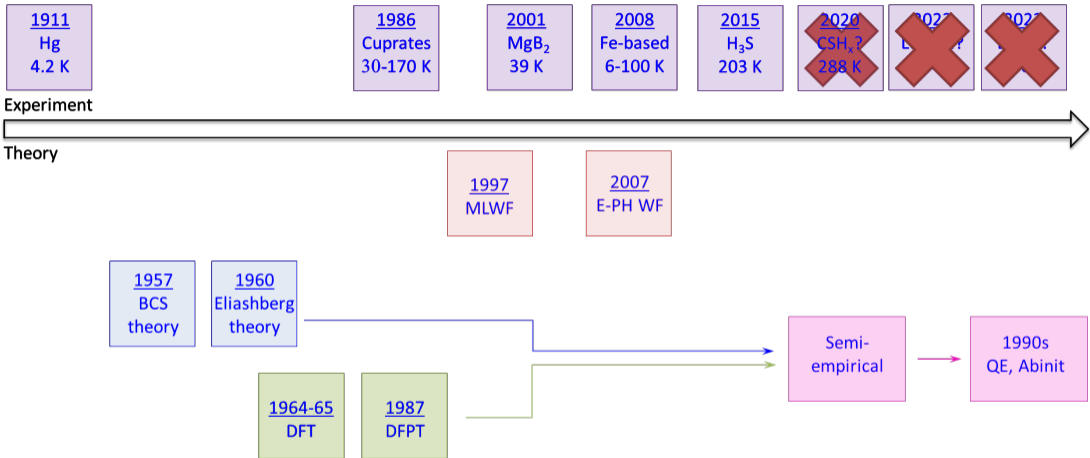 1911
Hg
4.2 K
1986
Cuprates
30-170 K
2001
MgB₂
39 K
2008
Fe-based
6-100 K
2015
H₃S
203 K
2020
CSHₓ?
288 K
Experiment
Theory
1997
MLWF
2007
E-PH WF
1957
BCS
theory
1960
Eliashberg
theory
Semi-
empirical
1990s
QE, Abinit
1964-65
DFT
1987
DFPT